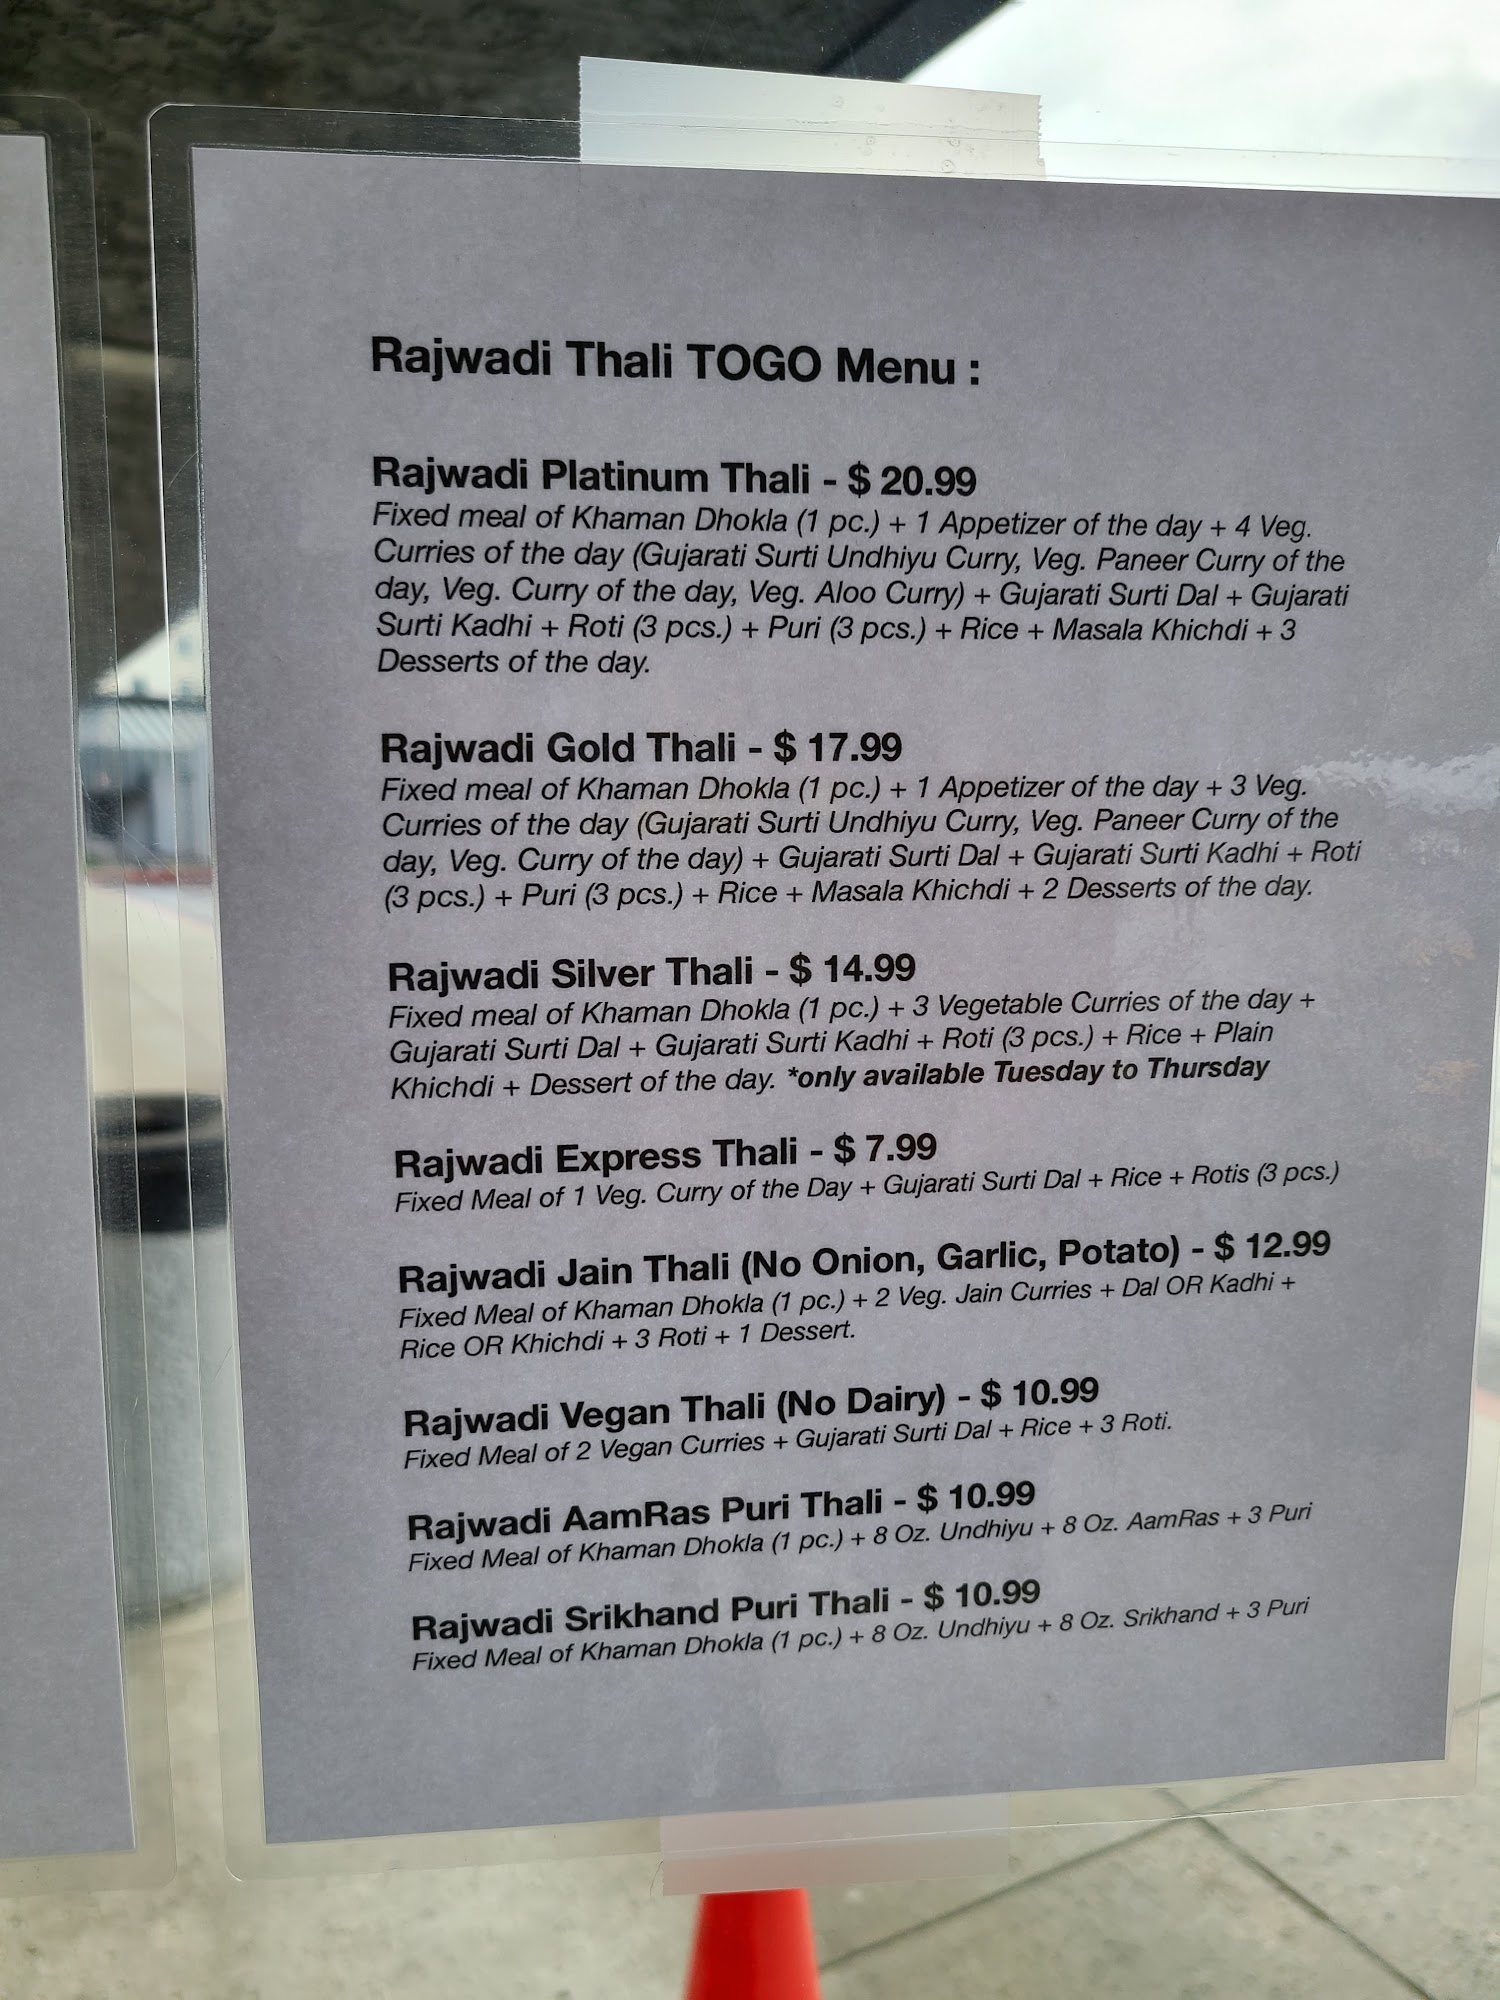 Rajwadi Thali TOGO Menu :
Rajwadi Platinum Thali - $ 20.99
Fixed meal of Khaman Dhokla (1 pc.) + 1 Appetizer of the day + 4 Veg.
Curries of the day (Gujarati Surti Undhiyu Curry, Veg. Paneer Curry of the
day, Veg. Curry of the day, Veg. Aloo Curry) + Gujarati Surti Dal + Gujarati
Surti Kadhi + Roti (3 pcs.) + Puri (3 pcs.) + Rice + Masala Khichdi + 3
Desserts of the day.
Rajwadi Gold Thali - $ 17.99
Fixed meal of Khaman Dhokla (1 pc.) + 1 Appetizer of the day + 3 Veg.
Curries of the day (Gujarati Surti Undhiyu Curry, Veg. Paneer Curry of the
day, Veg. Curry of the day) + Gujarati Surti Dal + Gujarati Surti Kadhi + Roti
(3 pcs.) + Puri (3 pcs.) + Rice + Masala Khichdi + 2 Desserts of the day.
Rajwadi Silver Thali - $ 14.99
Fixed meal of Khaman Dhokla (1 pc.) + 3 Vegetable Curries of the day +
Gujarati Surti Dal + Gujarati Surti Kadhi + Roti (3 pcs.) + Rice + Plain
Khichdi + Dessert of the day. *only available Tuesday to Thursday
Rajwadi Express Thali - $ 7.99
Fixed Meal of 1 Veg. Curry of the Day + Gujarati Surti Dal + Rice + Rotis (3 pcs.)
Rajwadi Jain Thali (No Onion, Garlic, Potato) - $ 12.99
Fixed Meal of Khaman Dhokla (1 pc.) + 2 Veg. Jain Curries + Dal OR Kadhi +
Rice OR Khichdi + 3 Roti + 1 Dessert.
Rajwadi Vegan Thali (No Dairy) - $ 10.99
Fixed Meal of 2 Vegan Curries + Gujarati Surti Dal + Rice + 3 Roti.
Rajwadi AamRas Puri Thali - $ 10.99
Fixed Meal of Khaman Dhokla (1 pc.) + 8 Oz. Undhiyu + 8 Oz. AamRas + 3 Puri
Rajwadi Srikhand Puri Thali - $ 10.99
Fixed Meal of Khaman Dhokla (1 pc.) + 8 Oz. Undhiyu + 8 Oz. Srikhand + 3 Puri